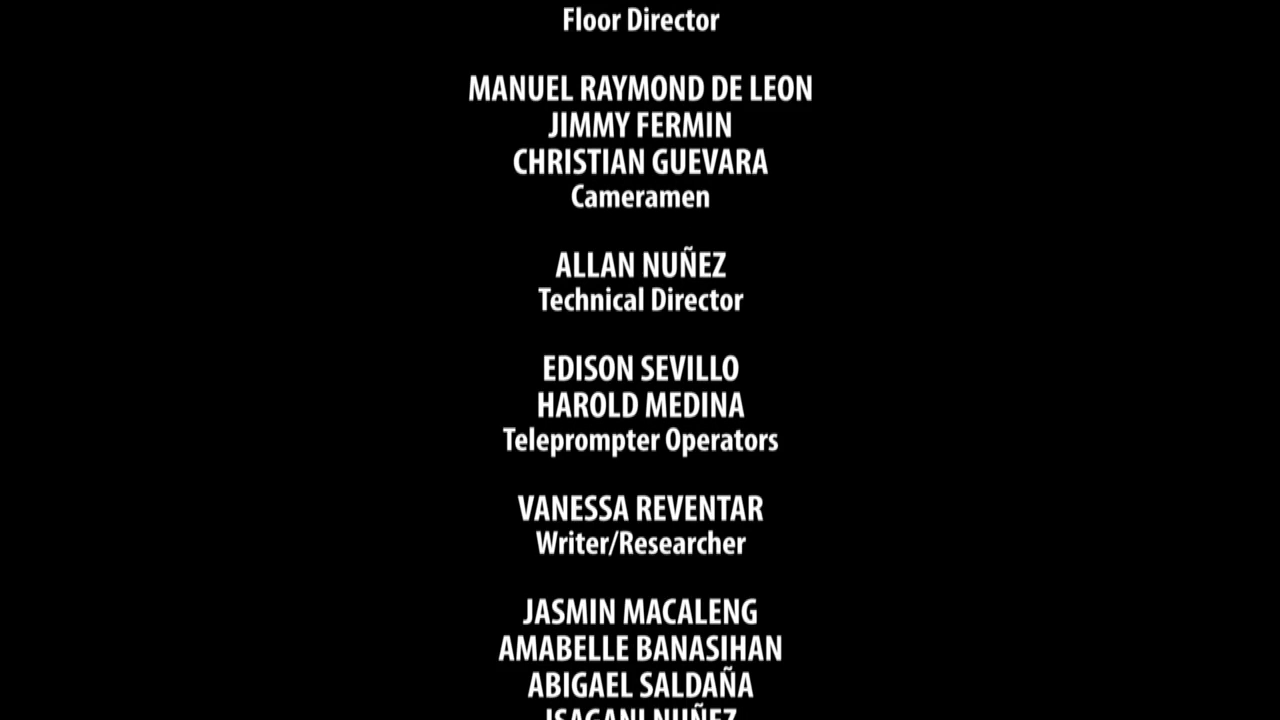 Floor Director
MANUEL RAYMOND DE LEON
JIMMY FERMIN
CHRISTIAN GUEVARA
Cameramen
ALLAN NUÑEZ
Technical Director
EDISON SEVILLO
HAROLD MEDINA
Teleprompter Operators
VANESSA REVENTAR
Writer/Researcher
JASMIN MACALENG
AMABELLE BANASIHAN
ABIGAEL SALDAÑA
ISAGANI NUÑEZ